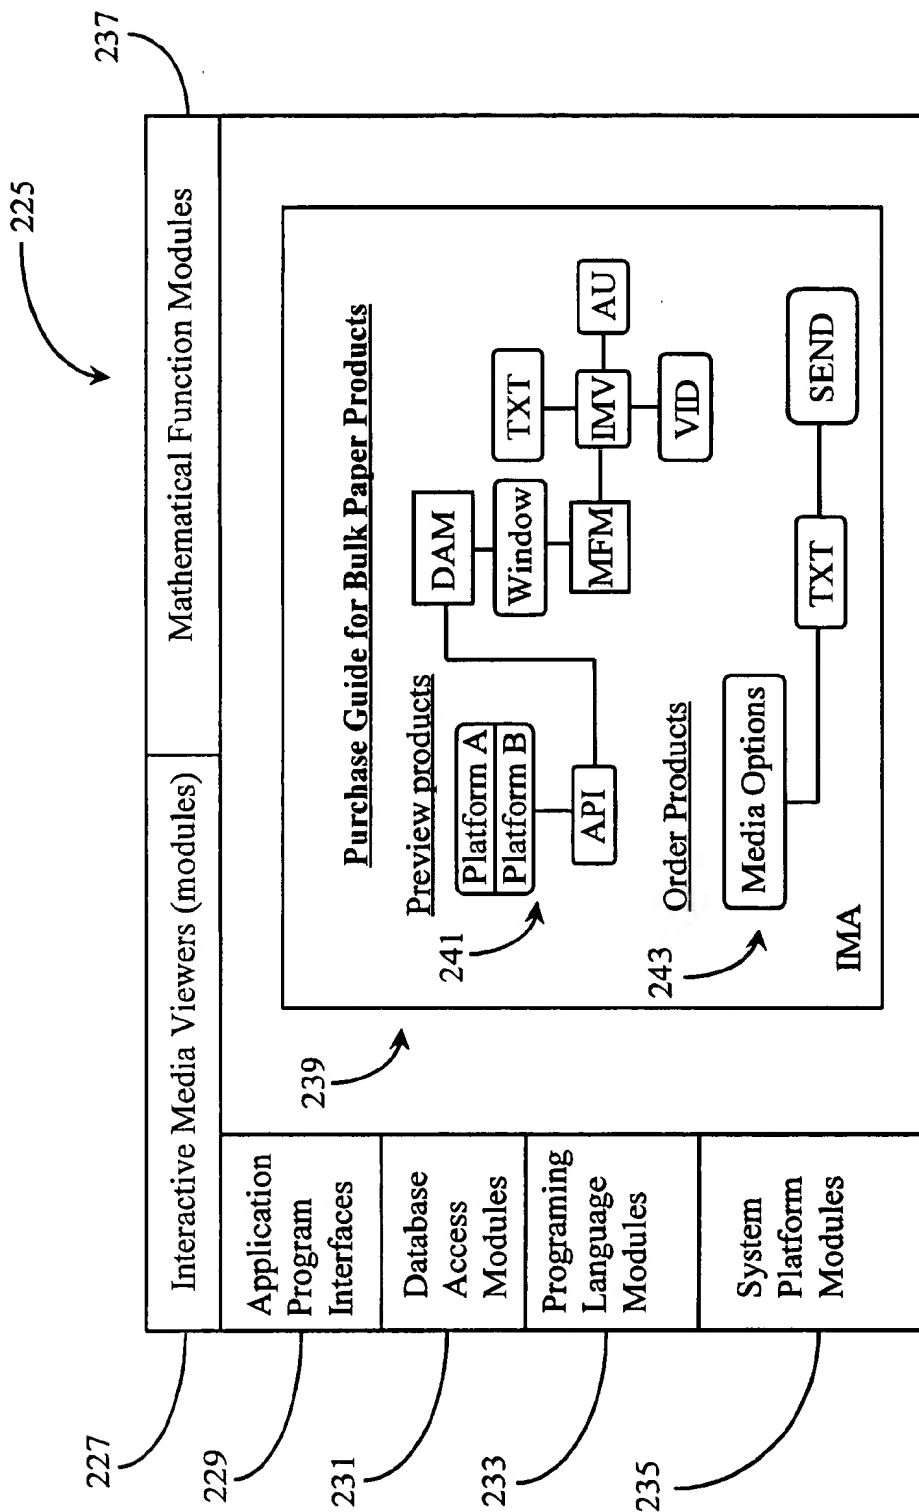 225
237
227
Interactive Media Viewers (modules)
Mathematical Function Modules
229
Application
Program
Interfaces
231
Database
Access
Modules
233
Programing
Language
Modules
235
System
Platform
Modules
239
Purchase Guide for Bulk Paper Products
Preview products
241
Platform A
Platform B
API
DAM
Window
MFM
TXT
IMV
AU
VID
Order Products
243
Media Options
TXT
SEND
IMA